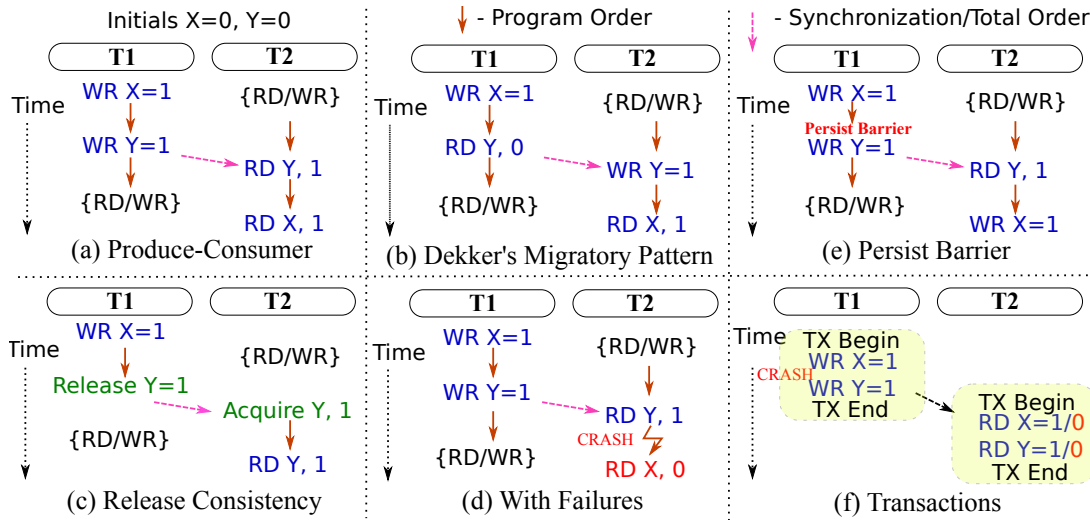 Initials X=0, Y=0
- Program Order
- Synchronization/Total Order
T1
T2
Time
WR X=1
{RD/WR}
WR Y=1
RD Y, 1
{RD/WR}
RD X, 1
(a) Produce-Consumer
T1
T2
Time
WR X=1
{RD/WR}
RD Y, 0
WR Y=1
{RD/WR}
RD X, 1
(b) Dekker's Migratory Pattern
T1
T2
Time
WR X=1
{RD/WR}
Persist Barrier
WR Y=1
RD Y, 1
{RD/WR}
WR X=1
(e) Persist Barrier
T1
T2
Time
WR X=1
{RD/WR}
Release Y=1
Acquire Y, 1
{RD/WR}
RD Y, 1
(c) Release Consistency
T1
T2
Time
WR X=1
{RD/WR}
WR Y=1
RD Y, 1
CRASH
{RD/WR}
RD X, 0
(d) With Failures
T1
T2
Time
TX Begin
WR X=1
CRASH
WR Y=1
TX End
TX Begin
RD X=1/0
RD Y=1/0
TX End
(f) Transactions